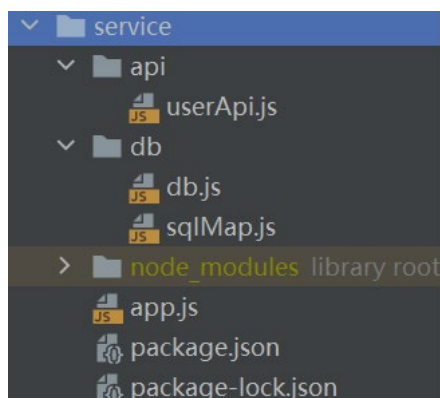 service
api
userApi.js
db
db.js
sqlMap.js
node_modules library root
app.js
package.json
package-lock.json